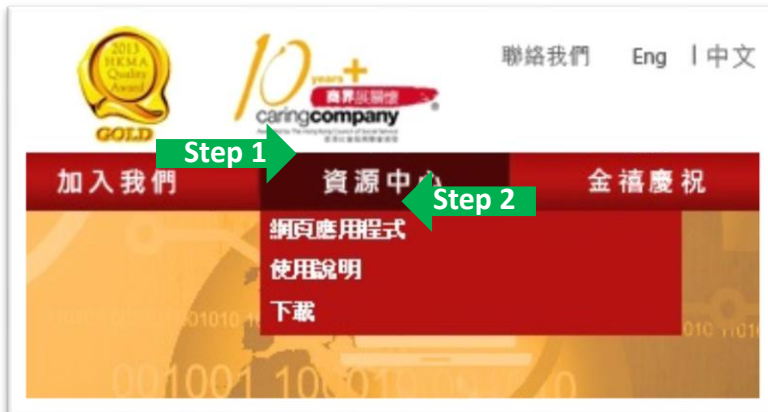 2013
HKMA
Quality
Award
GOLD
10 years+
商界展關懷
caringcompany
聯絡我們 Eng | 中文
Step 1
加入我們 資源中心 金禧慶祝
Step 2
網頁應用程式
使用說明
下載
001001